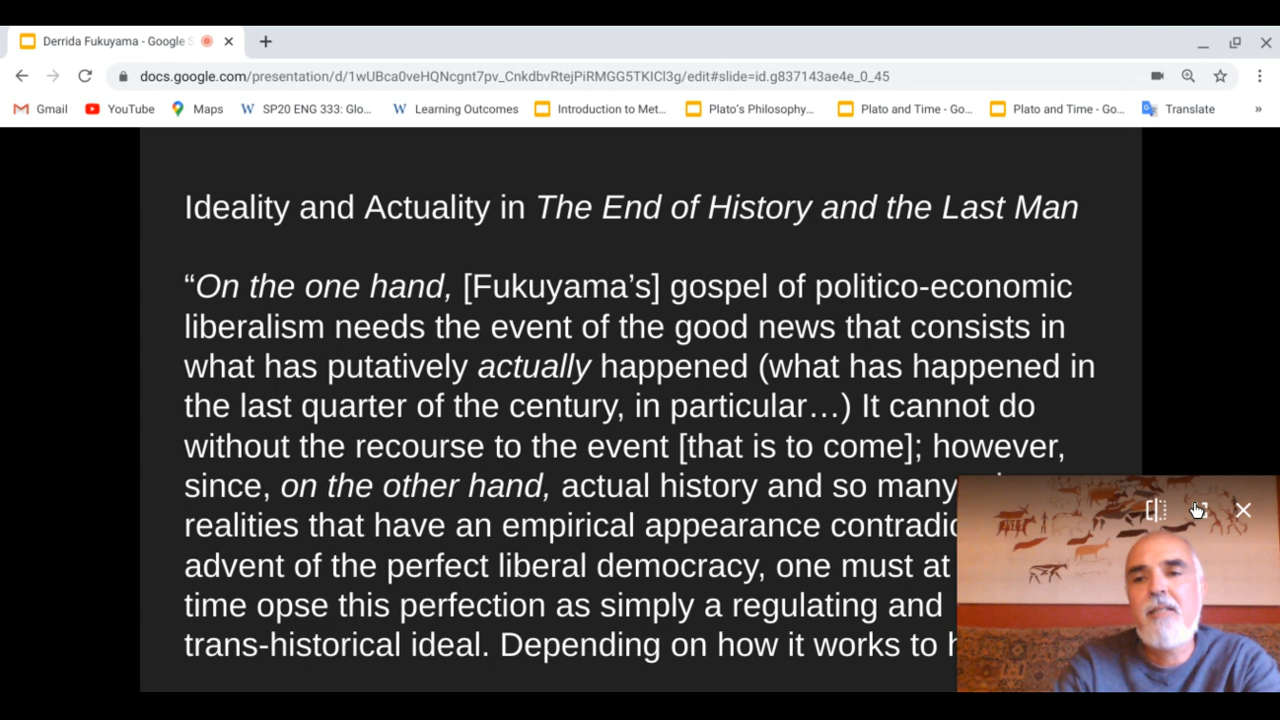 Derrida Fukuyama - Google
docs.google.com/presentation/d/1wUBca0veHQNcgnt7pv_CnkdbvRtejPiRMGG5TKICl3g/edit#slide=id.g837143ae4e_0_45
Gmail YouTube Maps SP20 ENG 333: Glo... Learning Outcomes Introduction to Met... Plato's Philosophy... Plato and Time - Go... Plato and Time - Go... Translate »
Ideality and Actuality in The End of History and the Last Man
“On the one hand, [Fukuyama’s] gospel of politico-economic
liberalism needs the event of the good news that consists in
what has putatively actually happened (what has happened in
the last quarter of the century, in particular…) It cannot do
without the recourse to the event [that is to come]; however,
since, on the other hand, actual history and so many
realities that have an empirical appearance
advent of the perfect liberal democracy, one must at
time opse this perfection as simply a regulating and
trans-historical ideal. Depending on how it works to